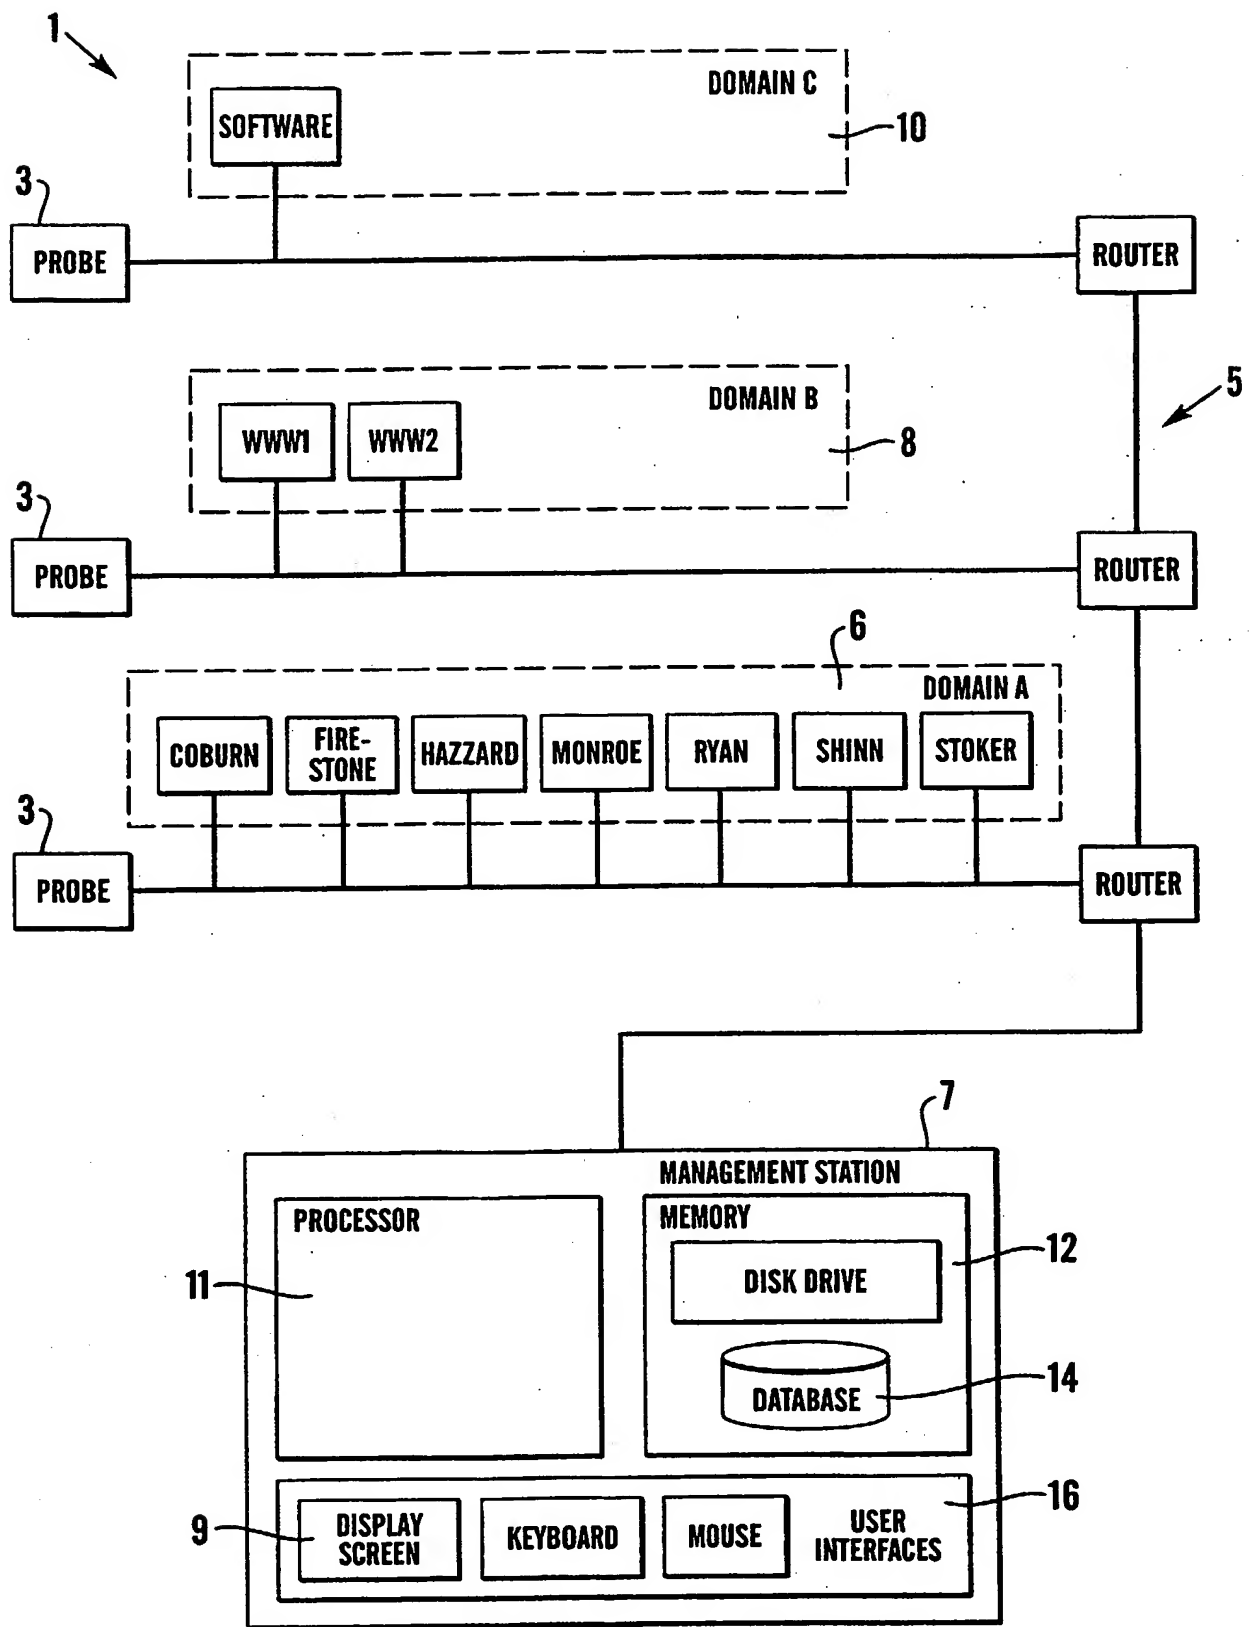 1
DOMAIN C
SOFTWARE
10
3
PROBE
ROUTER
5
DOMAIN B
WWW1
WWW2
8
3
PROBE
ROUTER
6
DOMAIN A
COBURN
FIRE-
STONE
HAZZARD
MONROE
RYAN
SHINN
STOKER
3
PROBE
ROUTER
7
MANAGEMENT STATION
PROCESSOR
MEMORY
12
DISK DRIVE
11
14
DATABASE
16
9
DISPLAY
SCREEN
KEYBOARD
MOUSE
USER
INTERFACES